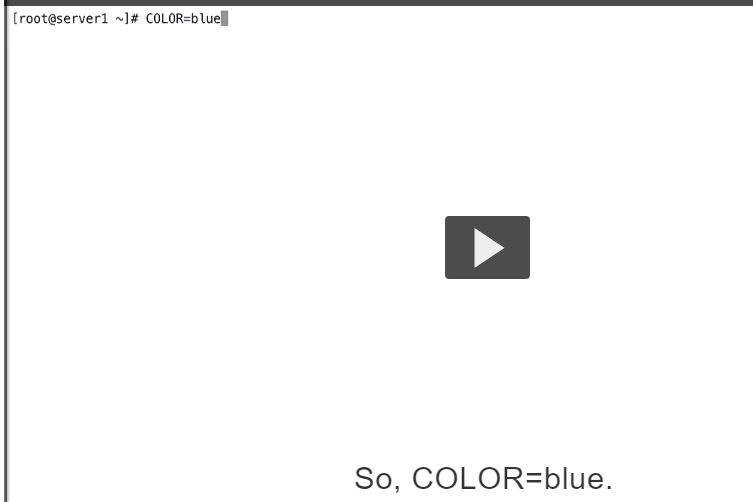 [root@server1 ~]# COLOR=blue
So, COLOR=blue.